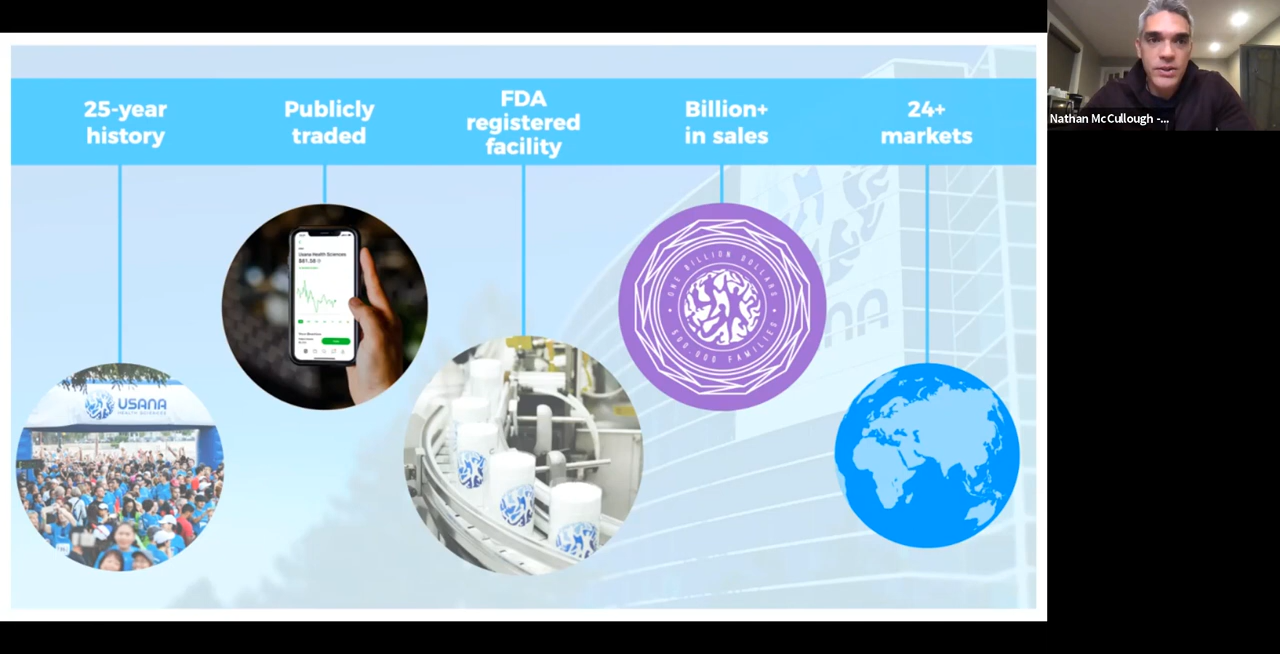 25-year
history
Publicly
traded
FDA
registered
facility
Billion+
in sales
24+
markets
Nathan McCullough -...
Usana Health Sciences
$81.58
ONE BILLION DOLLARS
500,000 FAMILIES
USANA
HEALTH SCIENCES